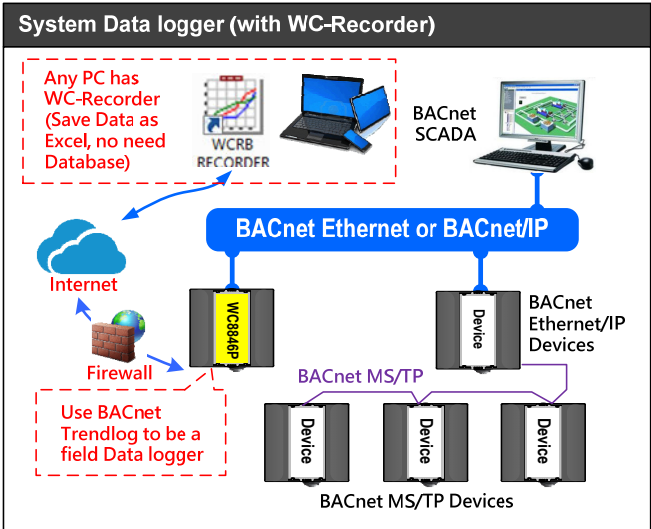 System Data logger (with WC-Recorder)
Any PC has
WC-Recorder
(Save Data as
Excel, no need
Database)
WCRB
RECORDER
BACnet
SCADA
BACnet Ethernet or BACnet/IP
Internet
WC8846P
Device
BACnet
Ethernet/IP
Devices
Firewall
BACnet MS/TP
Use BACnet
Trendlog to be a
field Data logger
Device
Device
Device
BACnet MS/TP Devices